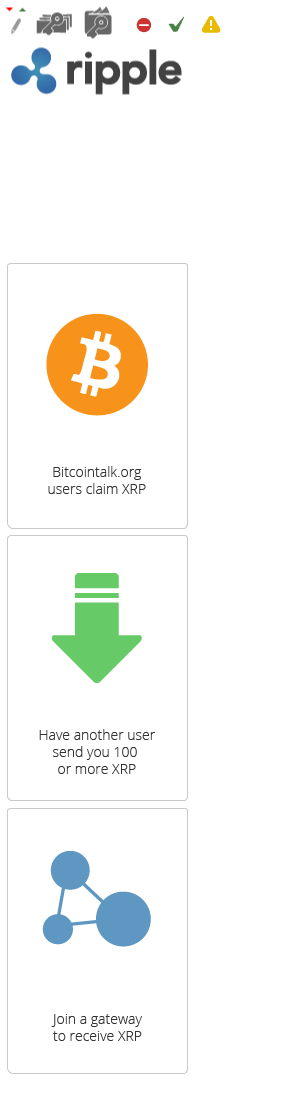 ripple
Bitcointalk.org
users claim XRP
Have another user
send you 100
or more XRP
Join a gateway
to receive XRP